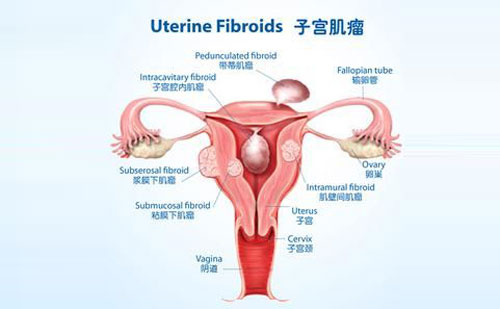 Uterine Fibroids 子宫肌瘤
Pedunculated fibroid
带蒂肌瘤
Intracavitary fibroid
子宫腔内肌瘤
Fallopian tube
输卵管
Subserosal fibroid
浆膜下肌瘤
Ovary
卵巢
Intramural fibroid
肌壁间肌瘤
Submucosal fibroid
粘膜下肌瘤
Uterus
子宫
Cervix
子宫颈
Vagina
阴道